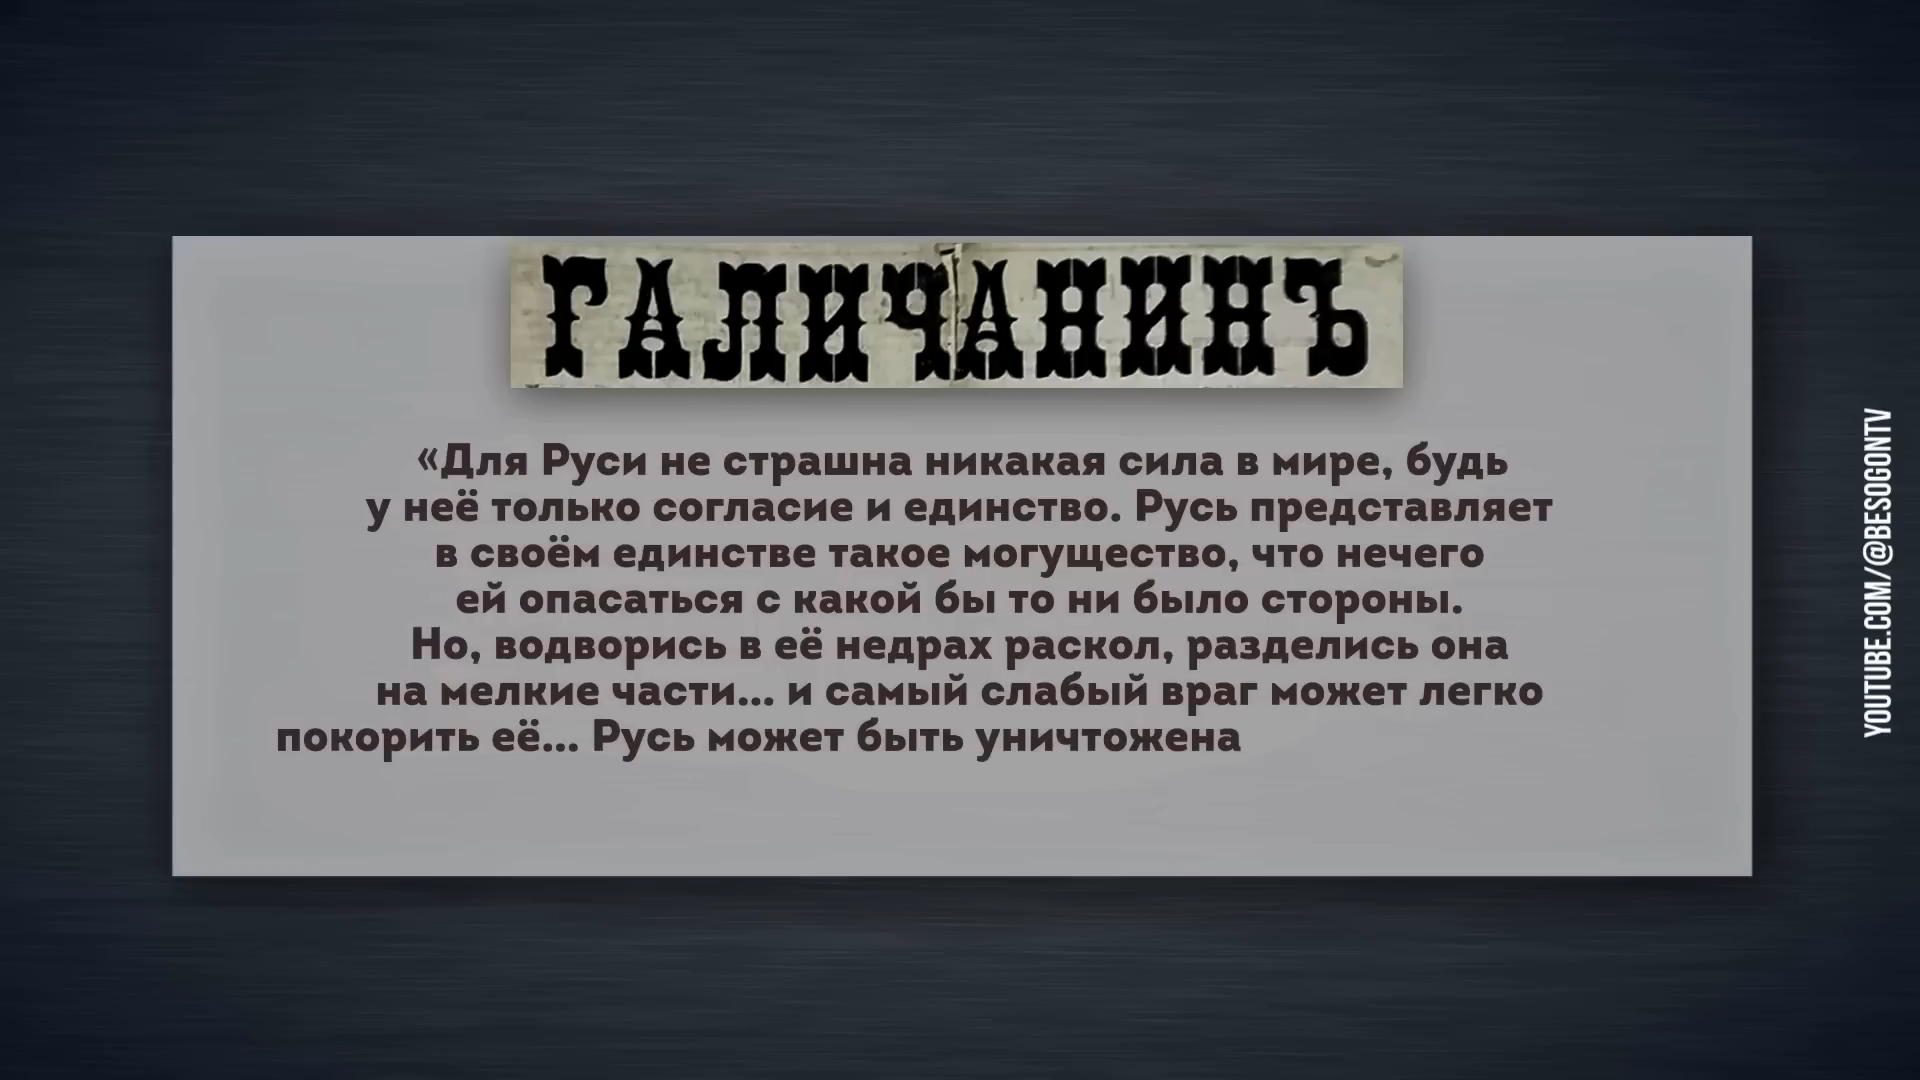 ГАЛИЧАНИНЪ
«Для Руси не страшна никакая сила в мире, будь
у неё только согласие и единство. Русь представляет
в своём единстве такое могущество, что нечего
ей опасаться с какой бы то ни было стороны.
Но, водворись в её недрах раскол, разделись она
на мелкие части... и самый слабый враг может легко
покорить её... Русь может быть уничтожена
YOUTUBE.COM/@BESOGONTV